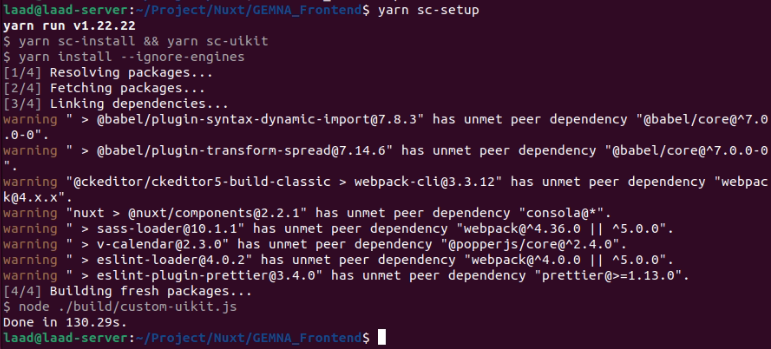 laad@laad-server:~/Project/Nuxt/GEMNA_Frontend$ yarn sc-setup
yarn run v1.22.22
$ yarn sc-install && yarn sc-uikit
$ yarn install --ignore-engines
[1/4] Resolving packages...
[2/4] Fetching packages...
[3/4] Linking dependencies...
warning " > @babel/plugin-syntax-dynamic-import@7.8.3" has unmet peer dependency "@babel/core@^7.0
.0-0".
warning " > @babel/plugin-transform-spread@7.14.6" has unmet peer dependency "@babel/core@^7.0.0-0
".
warning "@ckeditor/ckeditor5-build-classic > webpack-cli@3.3.12" has unmet peer dependency "webpac
k@4.x.x".
warning "nuxt > @nuxt/components@2.2.1" has unmet peer dependency "consola@*".
warning " > sass-loader@10.1.1" has unmet peer dependency "webpack@^4.36.0 || ^5.0.0".
warning " > v-calendar@2.3.0" has unmet peer dependency "@popperjs/core@^2.4.0".
warning " > eslint-loader@4.0.2" has unmet peer dependency "webpack@^4.0.0 || ^5.0.0".
warning " > eslint-plugin-prettier@3.4.0" has unmet peer dependency "prettier@>=1.13.0".
[4/4] Building fresh packages...
$ node ./build/custom-uikit.js
Done in 130.29s.
laad@laad-server:~/Project/Nuxt/GEMNA_Frontend$